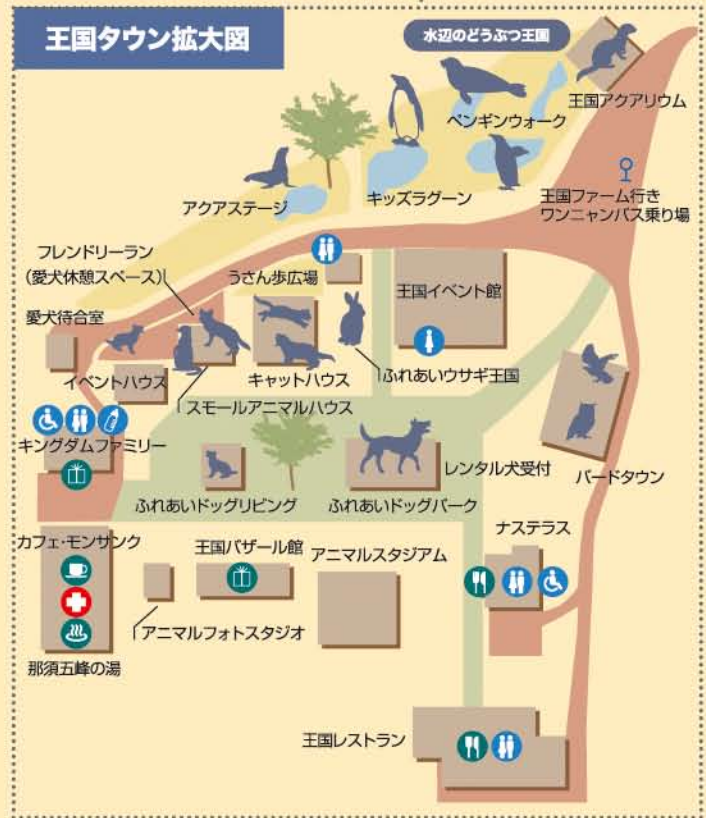 王国タウン拡大図
水辺のどうぶつ王国
王国アクアリウム
ペンギンウォーク
王国ファーム行き
ワンニャンバス乗り場
アクアステージ
キッズラグーン
フレンドリーラン
(愛犬休憩スペース)
うさん歩広場
王国イベント館
愛犬待合室
イベントハウス
キャットハウス
ふれあいウサギ王国
スモールアニマルハウス
キングダムファミリー
レンタル犬受付
バードタウン
ふれあいドッグリビング
ふれあいドッグパーク
ナステラス
カフェ・モンサンク
王国バザール館
アニマルスタジアム
アニマルフォトスタジオ
那須五峰の湯
王国レストラン